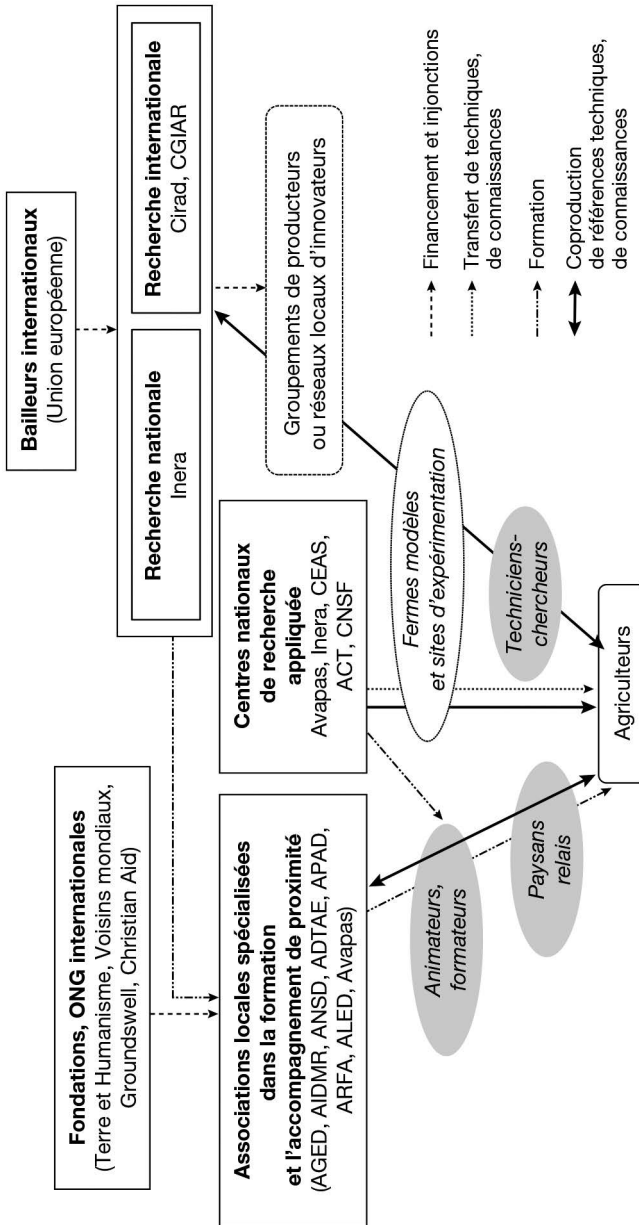 Fondations, ONG internationales
(Terre et Humanisme, Voisins mondiaux,
Groundswell, Christian Aid)
Bailleurs internationaux
(Union européenne)
Recherche nationale
Inera
Recherche internationale
Cirad, CGIAR
Associations locales spécialisées
dans la formation
et l'accompagnement de proximité
(AGED, AIDMR, ANSD, ADTAE, APAD,
ARFA, ALED, Avapas)
Centres nationaux
de recherche
appliquée
Avapas, Inera, CEAS,
ACT, CNSF
Groupements de producteurs
ou réseaux locaux d'innovateurs
Animateurs,
formateurs
Fermes modèles
et sites d'expérimentation
Paysans
relais
Techniciens-
chercheurs
Agriculteurs
Financement et injonctions
Transfert de techniques,
de connaissances
Formation
Coproduction
de références techniques,
de connaissances